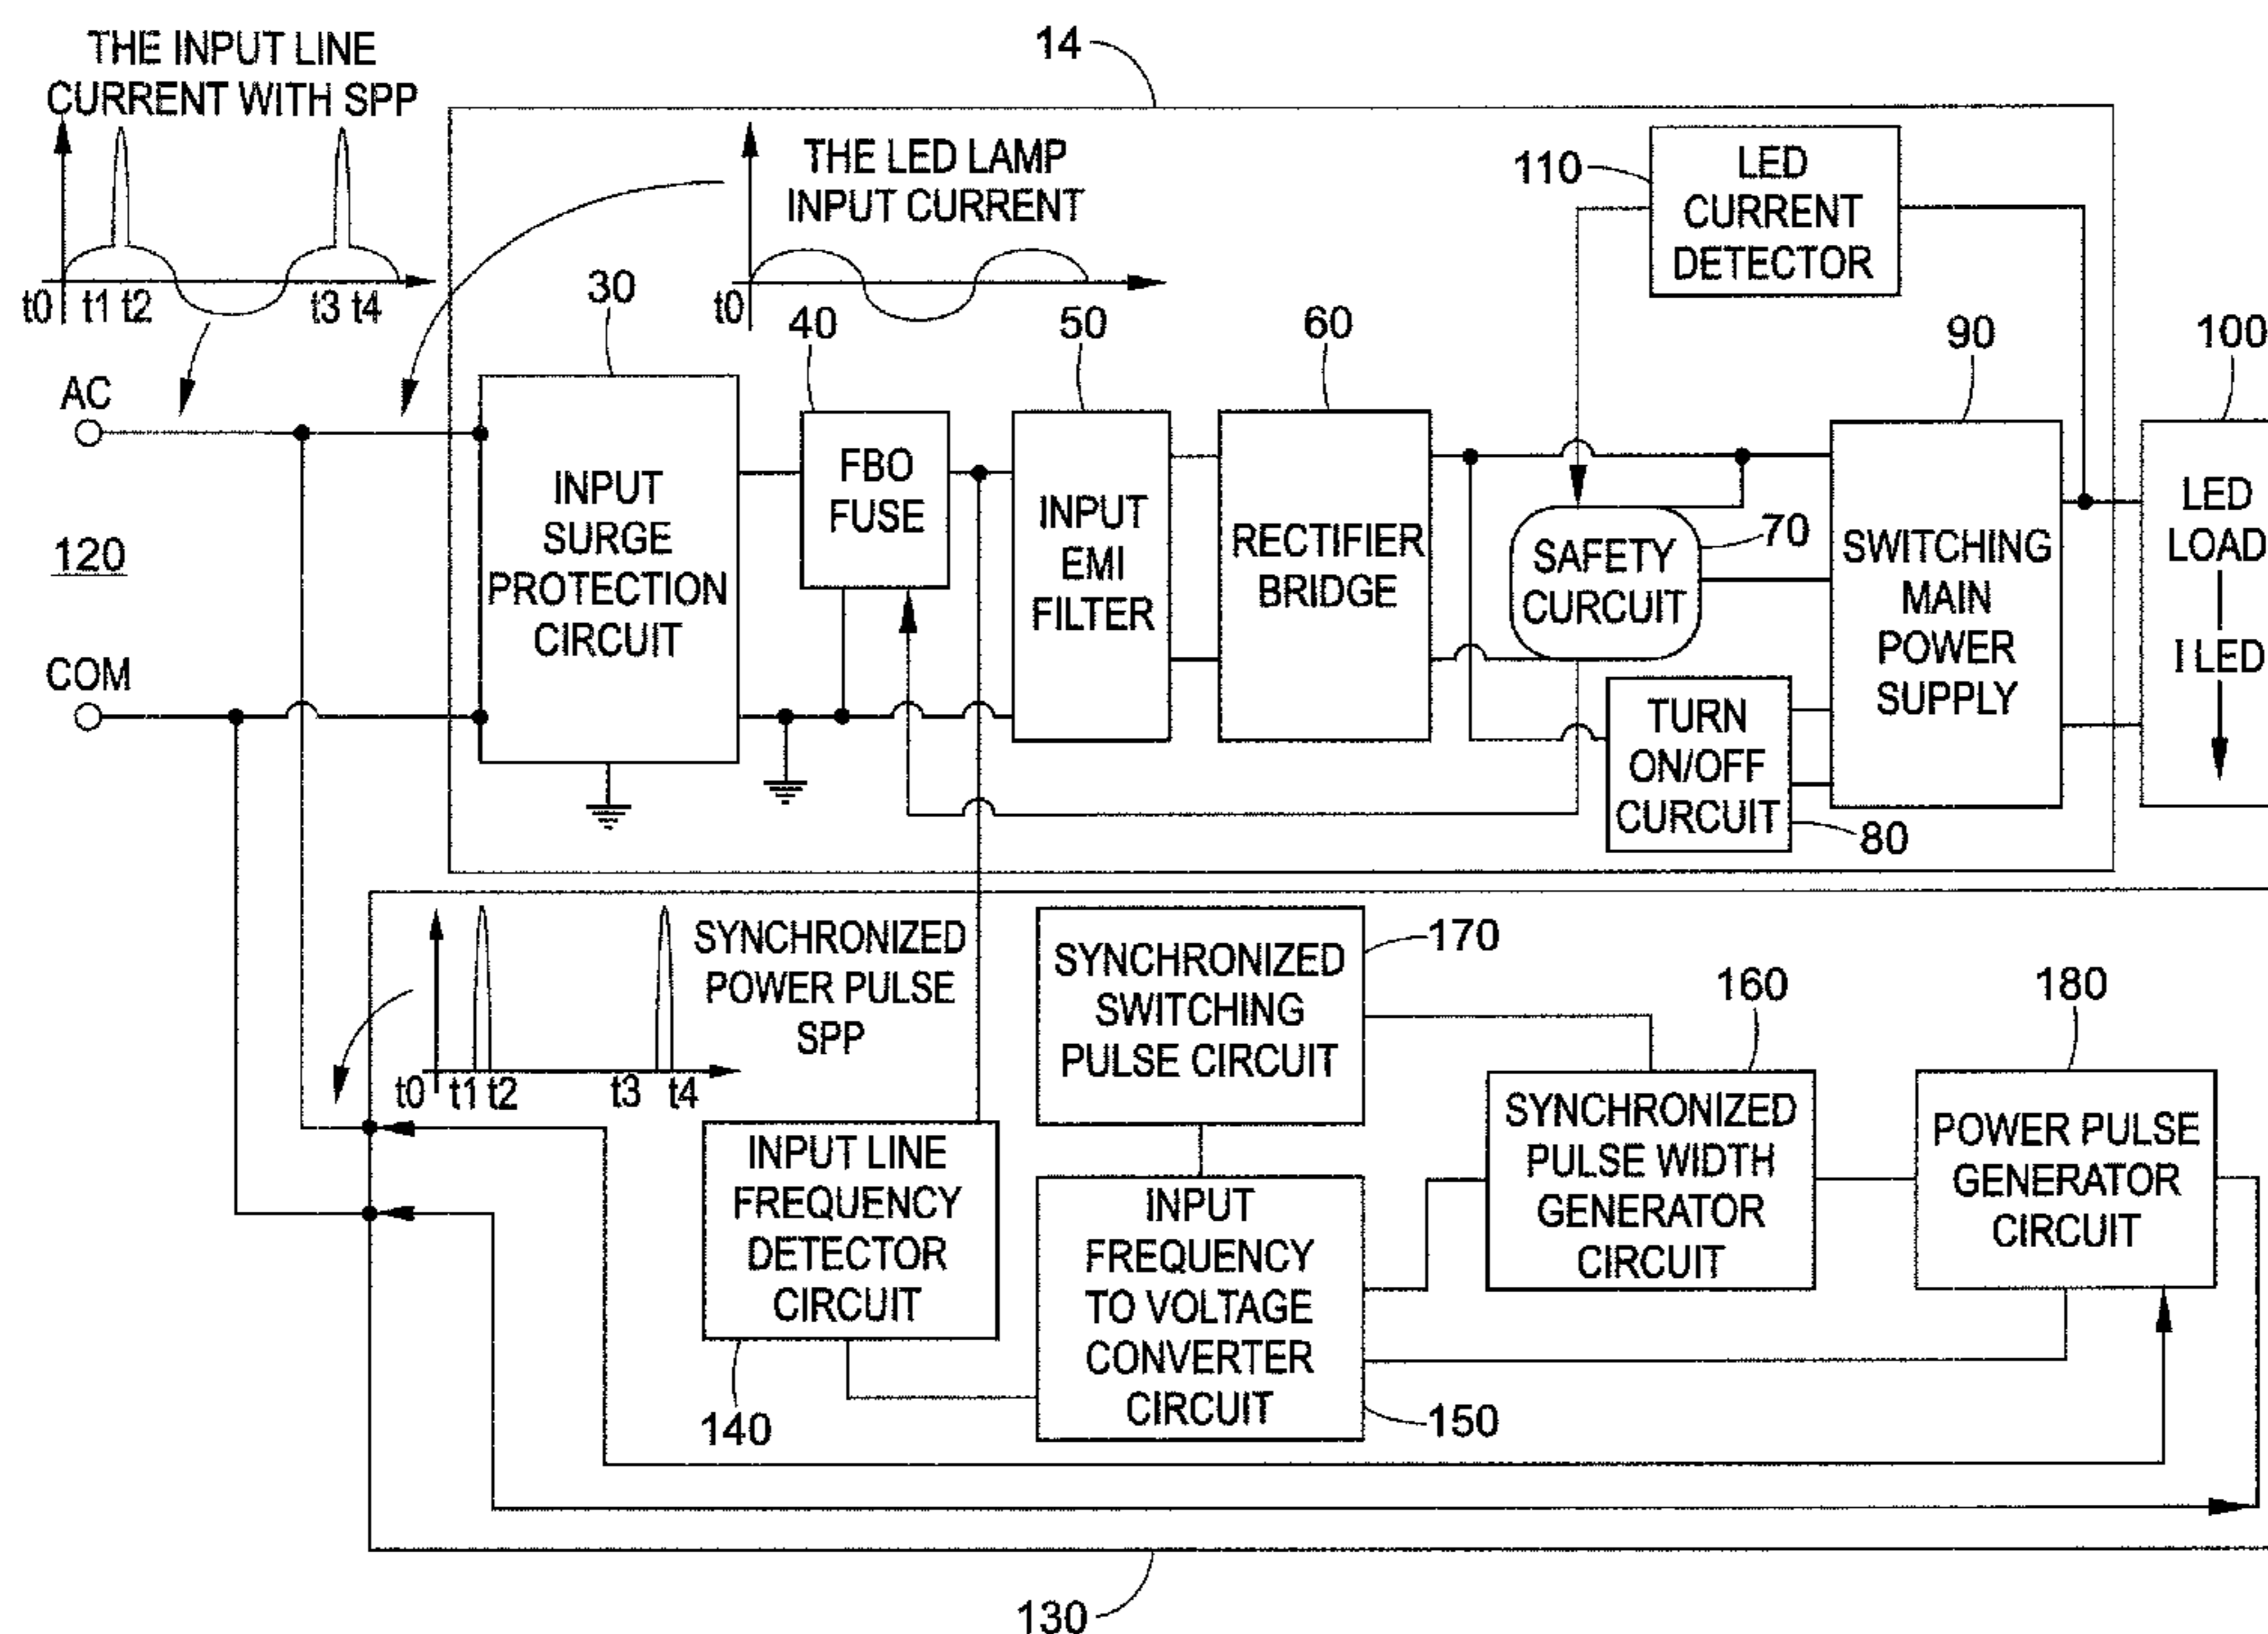 THE INPUT LINE
CURRENT WITH SPP
t0
t1
t2
t3
t4
14
THE LED LAMP
INPUT CURRENT
t0
110
LED
CURRENT
DETECTOR
AC
120
COM
30
INPUT
SURGE
PROTECTION
CIRCUIT
40
FBO
FUSE
50
INPUT
EMI
FILTER
60
RECTIFIER
BRIDGE
SAFETY
CURCUIT
70
TURN
ON/OFF
CURCUIT
80
90
SWITCHING
MAIN
POWER
SUPPLY
100
LED
LOAD
I LED
SYNCHRONIZED
POWER PULSE
SPP
t0
t1
t2
t3
t4
INPUT LINE
FREQUENCY
DETECTOR
CIRCUIT
140
SYNCHRONIZED
SWITCHING
PULSE CIRCUIT
170
INPUT
FREQUENCY
TO VOLTAGE
CONVERTER
CIRCUIT
150
160
SYNCHRONIZED
PULSE WIDTH
GENERATOR
CIRCUIT
180
POWER PULSE
GENERATOR
CIRCUIT
130